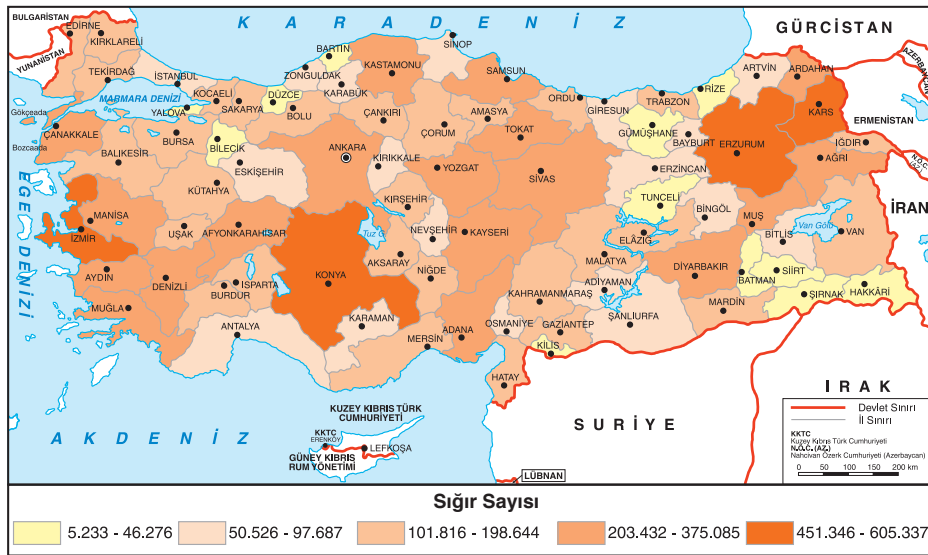 KARADENİZ
BULGARİSTAN
YUNANİSTAN
GÜRCİSTAN
AZERBAYCAN
ERMENİSTAN
N.Ö.C. (AZ.)
İRAN
IRAK
SURİYE
LÜBNAN
EGE DENİZİ
AKDENİZ
MARMARA DENİZİ
Gökçeada
Bozcaada
EDİRNE
KIRKLARELİ
TEKİRDAĞ
İSTANBUL
KOCAELİ
YALOVA
SAKARYA
DÜZCE
BOLU
ZONGULDAK
BARTIN
KARABÜK
KASTAMONU
SİNOP
SAMSUN
ORDU
GİRESUN
TRABZON
RİZE
ARTVİN
ARDAHAN
KARS
ÇANAKKALE
BALIKESİR
BURSA
BİLECİK
ESKİŞEHİR
KÜTAHYA
ANKARA
ÇANKIRI
KIRIKKALE
ÇORUM
AMASYA
TOKAT
YOZGAT
SİVAS
GÜMÜŞHANE
BAYBURT
ERZURUM
ERZİNCAN
IĞDIR
AĞRI
TUNCELİ
BİNGÖL
MUŞ
BİTLİS
Van Gölü
VAN
MANİSA
İZMİR
UŞAK
AFYONKARAHİSAR
KIRŞEHİR
NEVŞEHİR
KAYSERİ
Tuz G.
AKSARAY
NİĞDE
ELAZIĞ
MALATYA
DİYARBAKIR
BATMAN
SİİRT
ŞIRNAK
HAKKÂRİ
AYDIN
DENİZLİ
BURDUR
ISPARTA
KONYA
MUĞLA
ANTALYA
KARAMAN
MERSİN
ADANA
KAHRAMANMARAŞ
ADIYAMAN
OSMANİYE
GAZİANTEP
ŞANLIURFA
MARDİN
KİLİS
HATAY
KUZEY KIBRIS TÜRK
CUMHURİYETİ
KKTC
ERENKÖY
LEFKOŞA
GÜNEY KIBRIS
RUM YÖNETİMİ
Devlet Sınırı
İl Sınırı
KKTC
Kuzey Kıbrıs Türk Cumhuriyeti
N.Ö.C. (AZ.)
Nahcivan Özerk Cumhuriyeti (Azerbaycan)
0 50 100 150 200 km
Sığır Sayısı
5.233 - 46.276
50.526 - 97.687
101.816 - 198.644
203.432 - 375.085
451.346 - 605.337